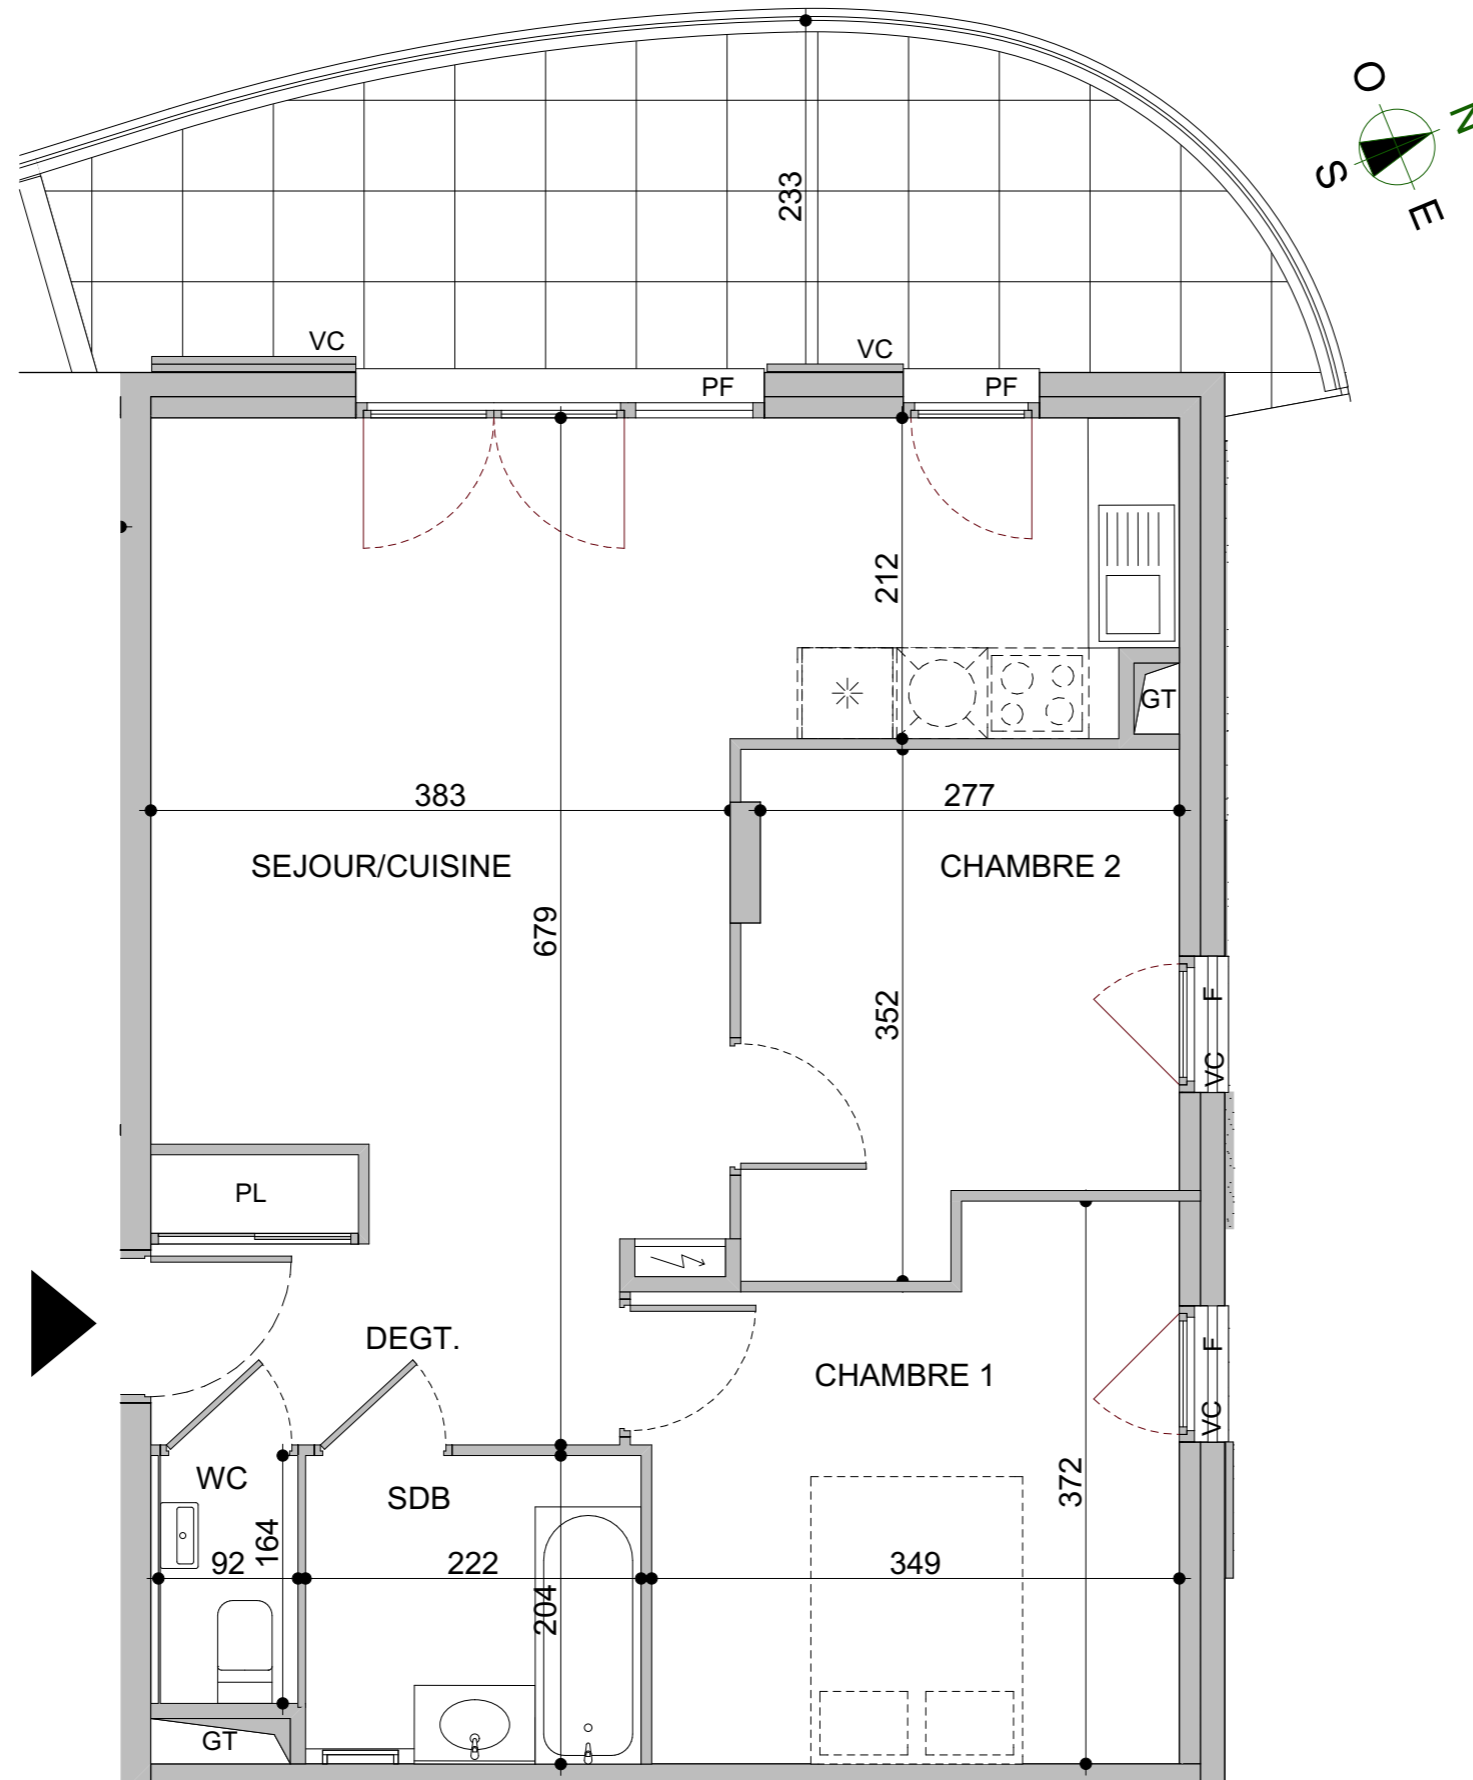 O
N
S
E
233
VC
VC
PF
PF
212
GT
383
277
SEJOUR/CUISINE
CHAMBRE 2
679
352
F
VC
PL
DEGT.
CHAMBRE 1
F
VC
WC
SDB
372
164
92
222
349
204
GT